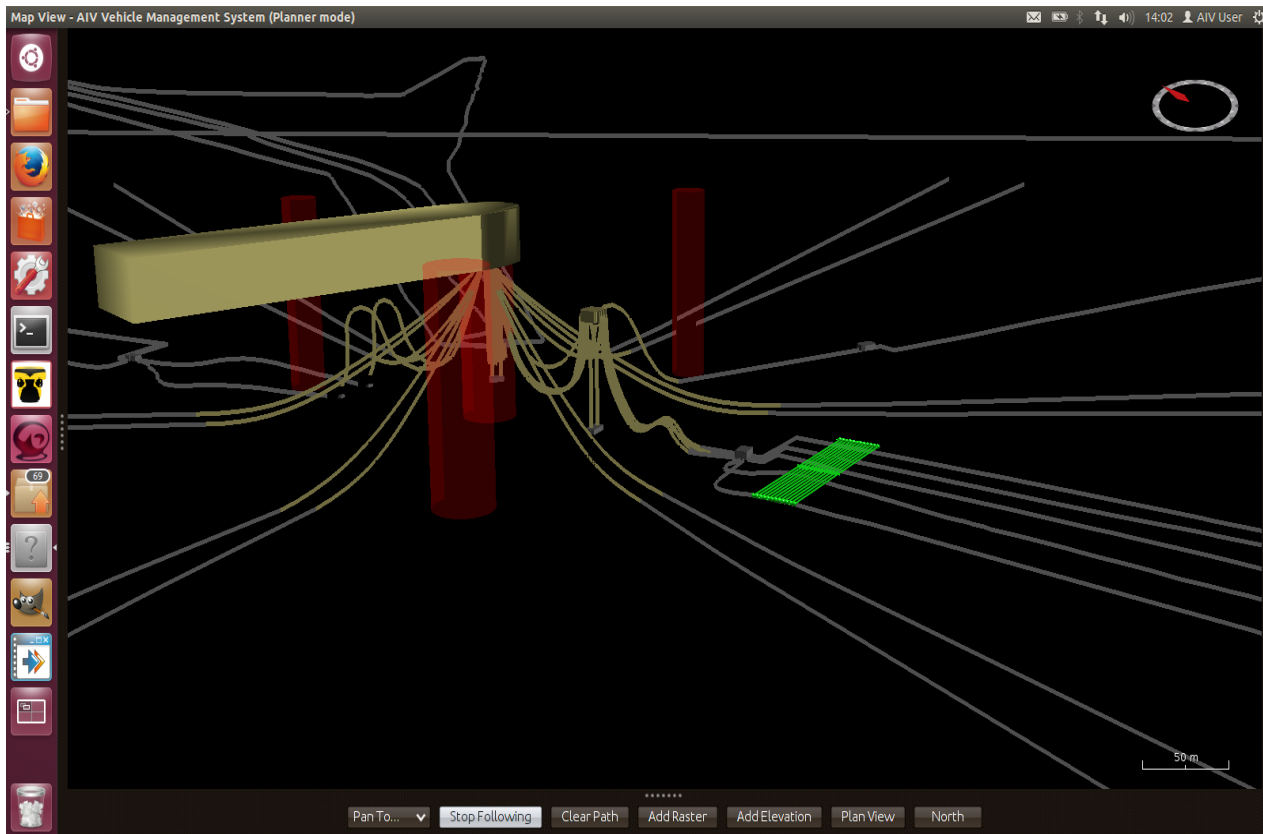 Map View - AIV Vehicle Management System (Planner mode)
14:02 AIV User
69
>_
?
50 m
Pan To... Stop Following Clear Path Add Raster Add Elevation Plan View North